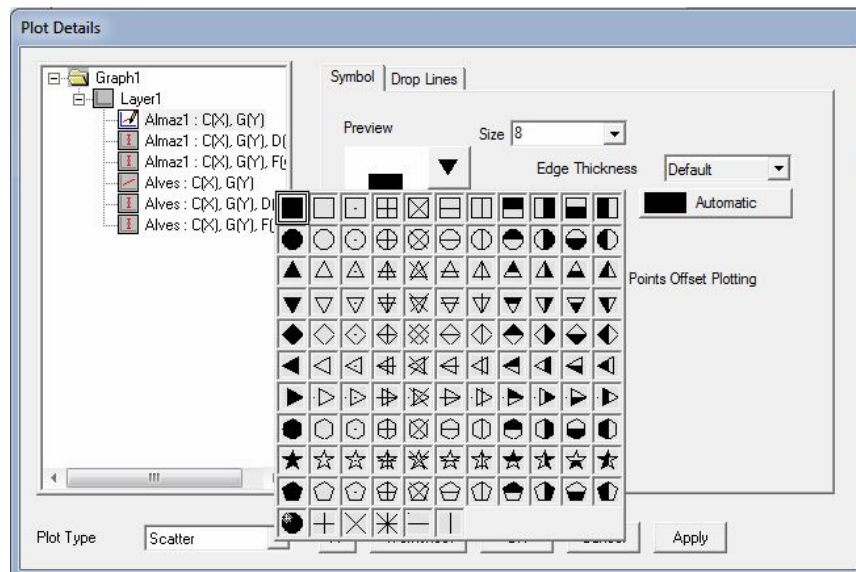 Plot Details
Graph1
Layer1
Almaz1 : C(X), G(Y)
Almaz1 : C(X), G(Y), D(
Almaz1 : C(X), G(Y), F(
Alves : C(X), G(Y)
Alves : C(X), G(Y), D(
Alves : C(X), G(Y), F(
Symbol
Drop Lines
Preview
Size 8
Edge Thickness Default
Automatic
Points Offset Plotting
Plot Type Scatter
Apply